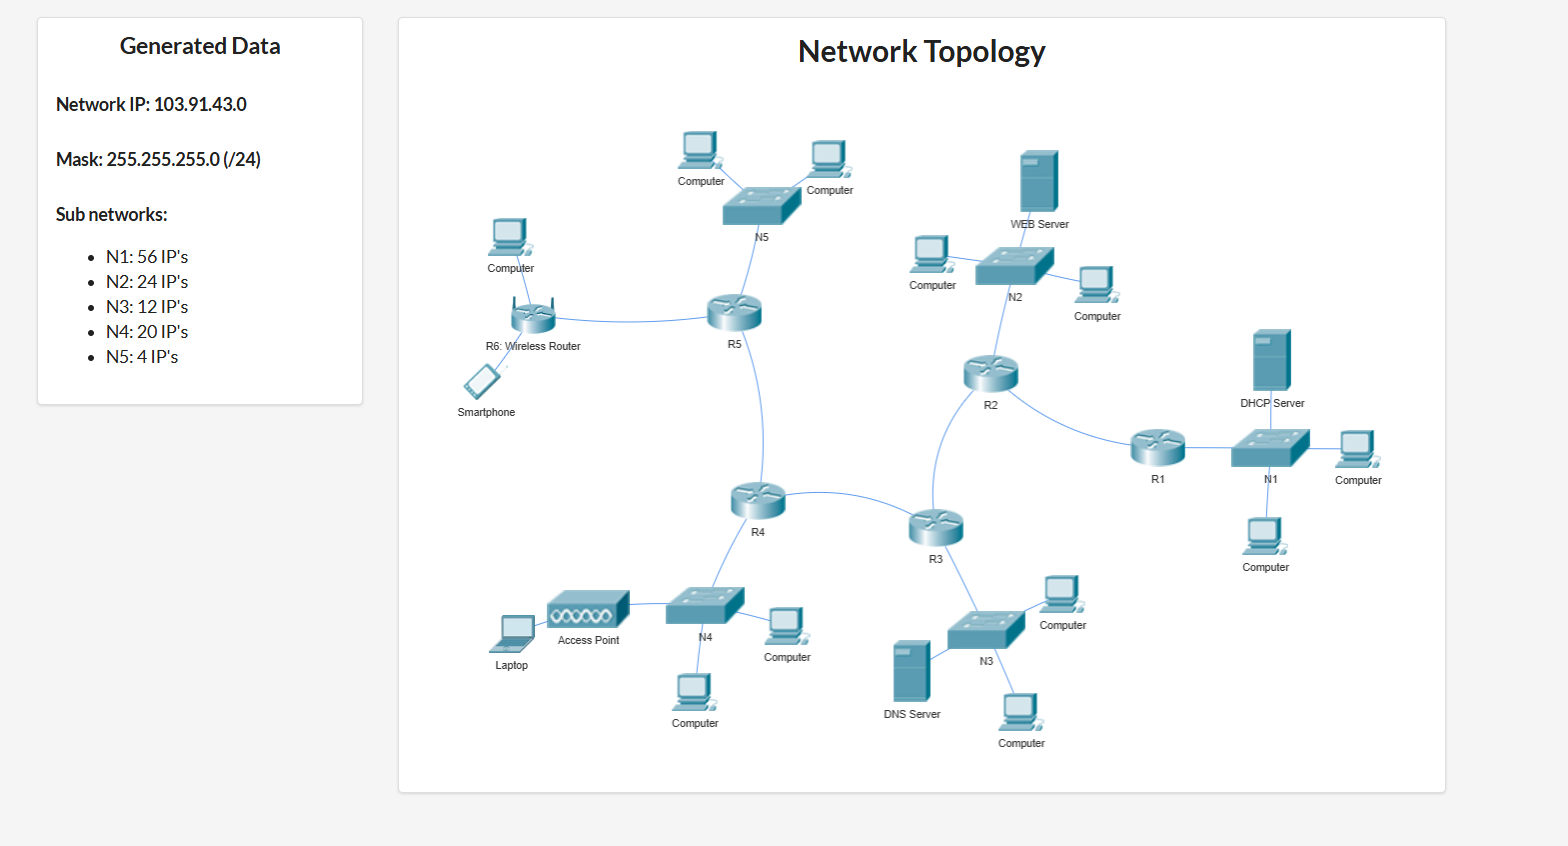 Generated Data
Network IP: 103.91.43.0
Mask: 255.255.255.0 (/24)
Sub networks:
N1: 56 IP's
N2: 24 IP's
N3: 12 IP's
N4: 20 IP's
N5: 4 IP's
Network Topology
Computer
Computer
N5
WEB Server
Computer
Computer
N2
Computer
R5
R6: Wireless Router
Smartphone
R2
DHCP Server
R1
N1
Computer
R4
R3
Computer
Computer
Access Point
N4
Computer
Laptop
N3
DNS Server
Computer
Computer